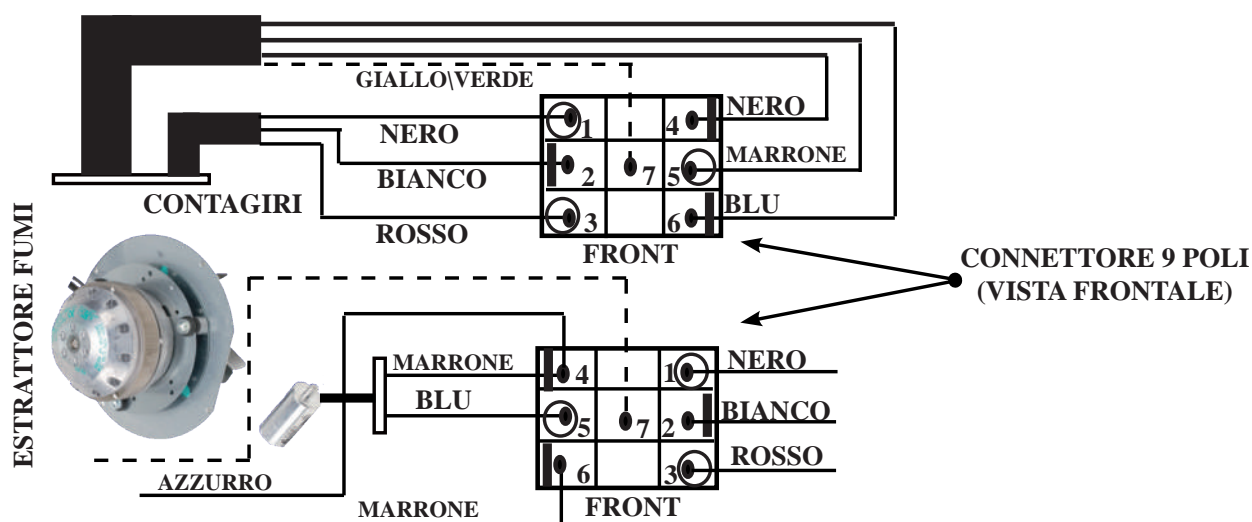 GIALLO\VERDE
NERO
BIANCO
CONTAGIRI
ROSSO
1
4
2
7
5
3
6
NERO
MARRONE
BLU
FRONT
ESTRATTORE FUMI
CONNETTORE 9 POLI
(VISTA FRONTALE)
MARRONE
BLU
AZZURRO
MARRONE
4
1
5
7
2
6
3
NERO
BIANCO
ROSSO
FRONT